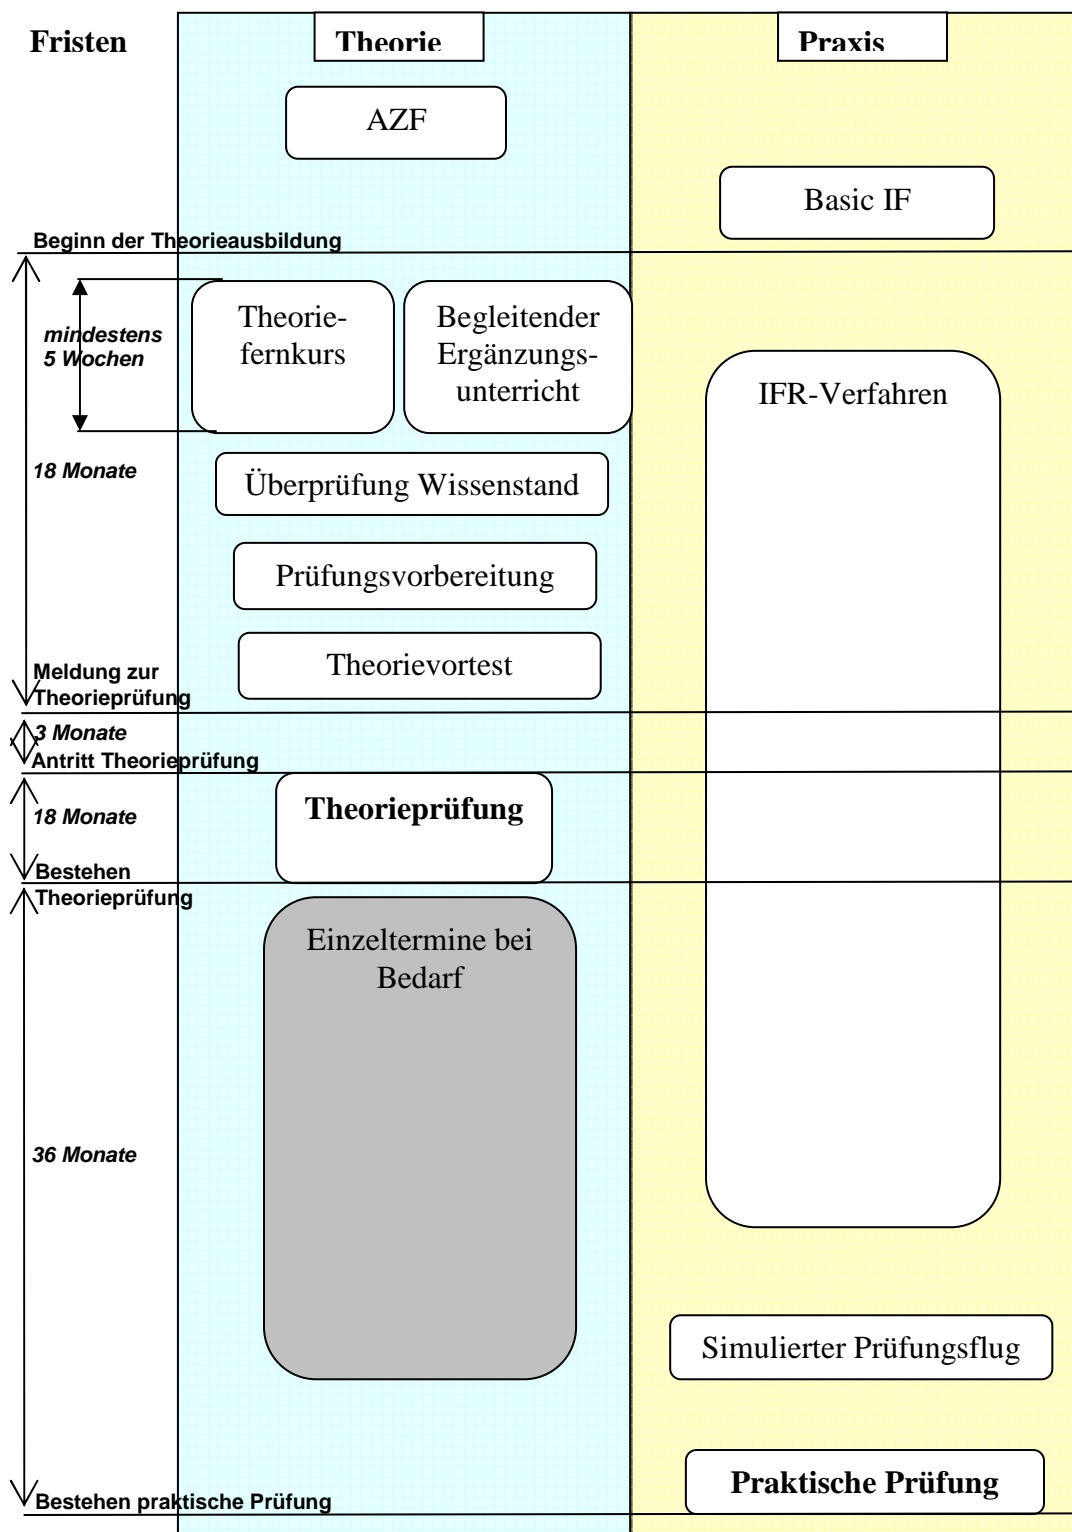 Fristen
Theorie
Praxis
AZF
Basic IF
Beginn der Theorieausbildung
mindestens
5 Wochen
Theorie-
fernkurs
Begleitender
Ergänzungs-
unterricht
IFR-Verfahren
18 Monate
Überprüfung Wissenstand
Prüfungsvorbereitung
Theorievortest
Meldung zur
Theorieprüfung
3 Monate
Antritt Theorieprüfung
18 Monate
Theorieprüfung
Bestehen
Theorieprüfung
Einzeltermine bei
Bedarf
36 Monate
Simulierter Prüfungsflug
Praktische Prüfung
Bestehen praktische Prüfung